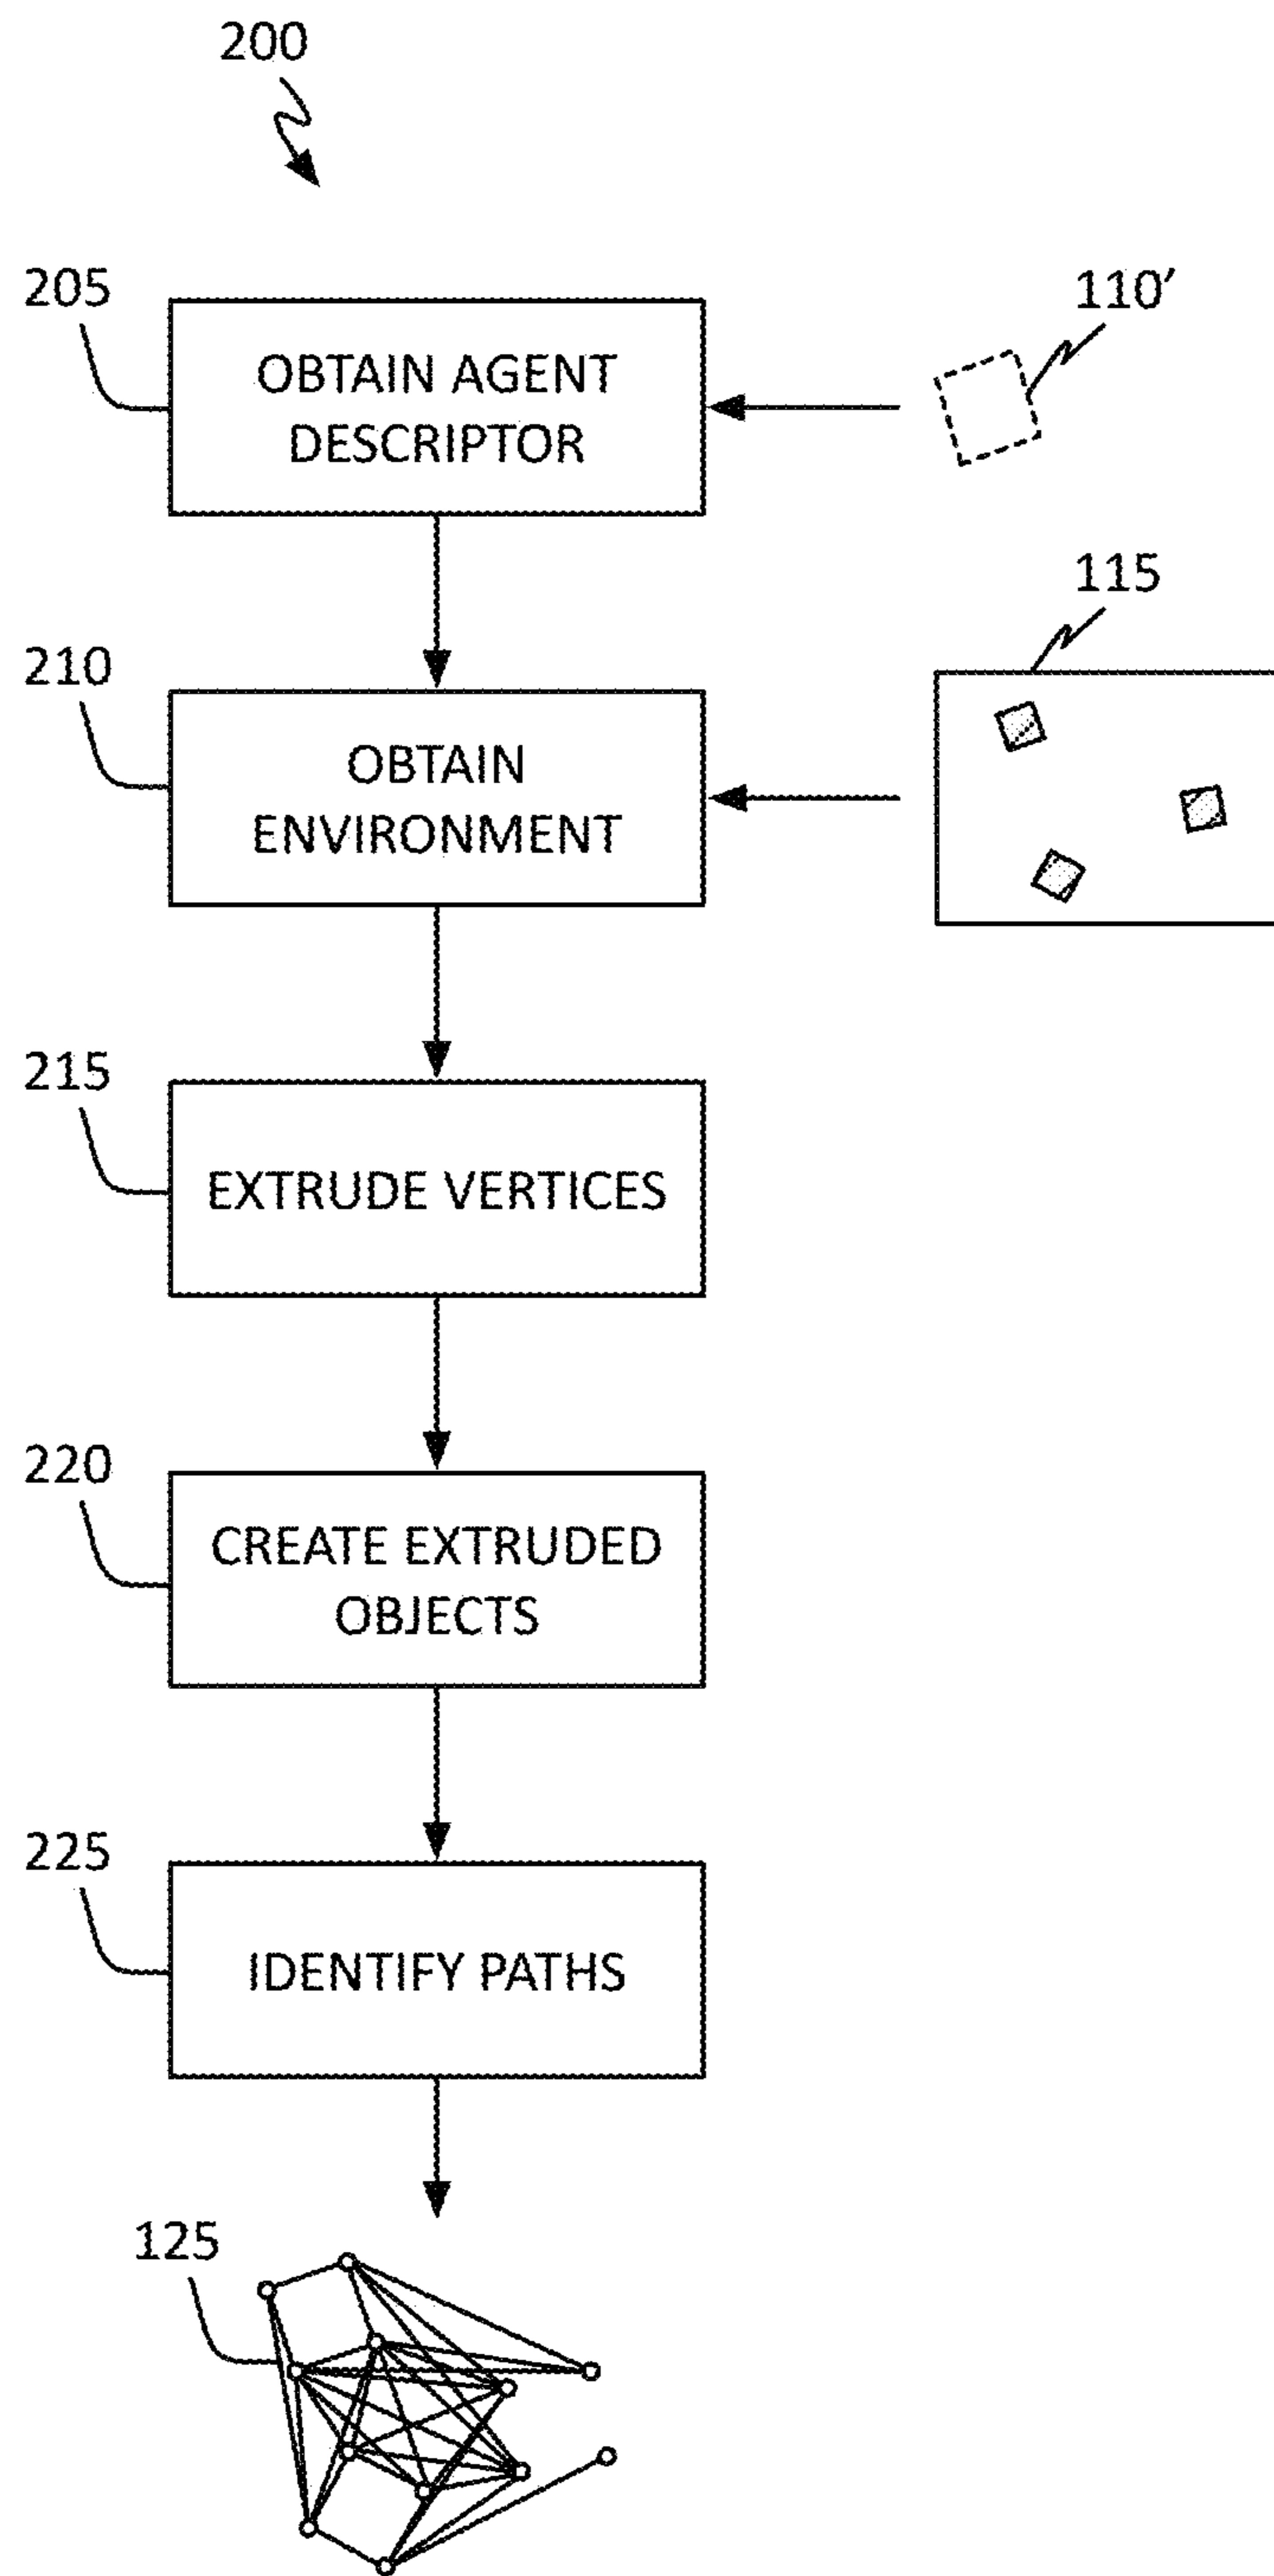 200
205
OBTAIN AGENT
DESCRIPTOR
110’
210
OBTAIN
ENVIRONMENT
115
215
EXTRUDE VERTICES
220
CREATE EXTRUDED
OBJECTS
225
IDENTIFY PATHS
125